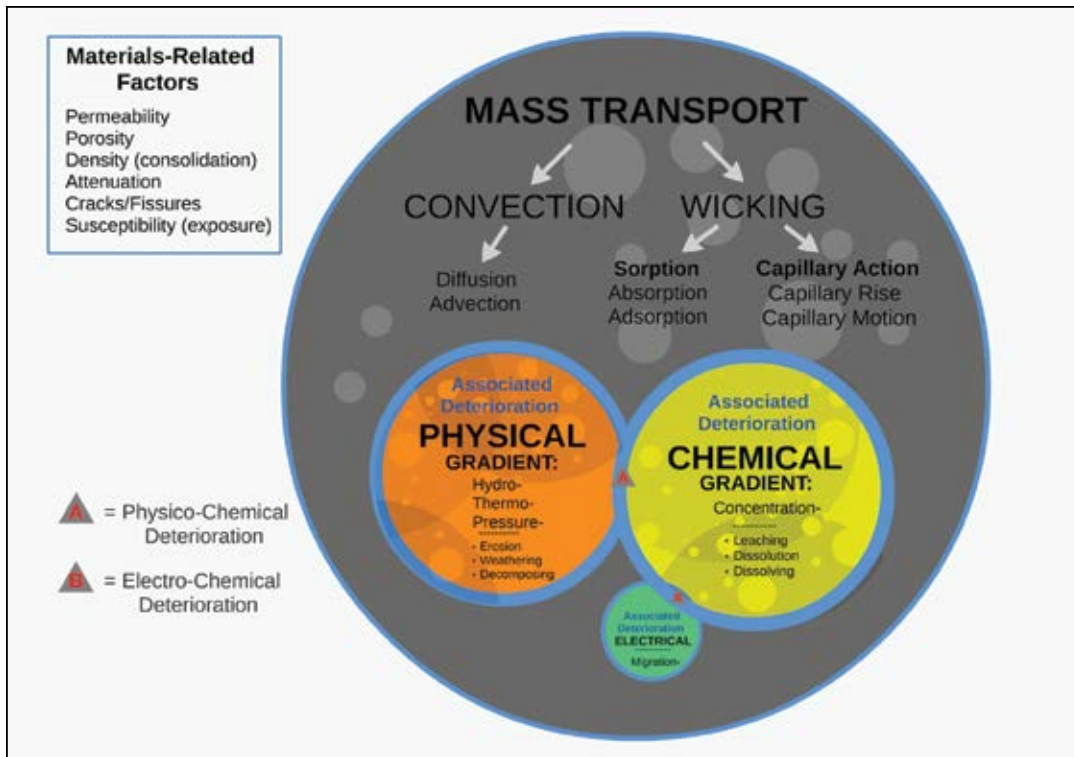 Materials-Related
Factors
Permeability
Porosity
Density (consolidation)
Attenuation
Cracks/Fissures
Susceptibility (exposure)
MASS TRANSPORT
CONVECTION
WICKING
Diffusion
Advection
Sorption
Absorption
Adsorption
Capillary Action
Capillary Rise
Capillary Motion
Associated
Deterioration
PHYSICAL
GRADIENT:
Hydro-
Thermo-
Pressure-
----------
- Erosion
- Weathering
- Decomposing
A
Associated
Deterioration
CHEMICAL
GRADIENT:
Concentration-
----------
- Leaching
- Dissolution
- Dissolving
Associated
Deterioration
ELECTRICAL
----------
Migration-
A = Physico-Chemical
Deterioration
B = Electro-Chemical
Deterioration